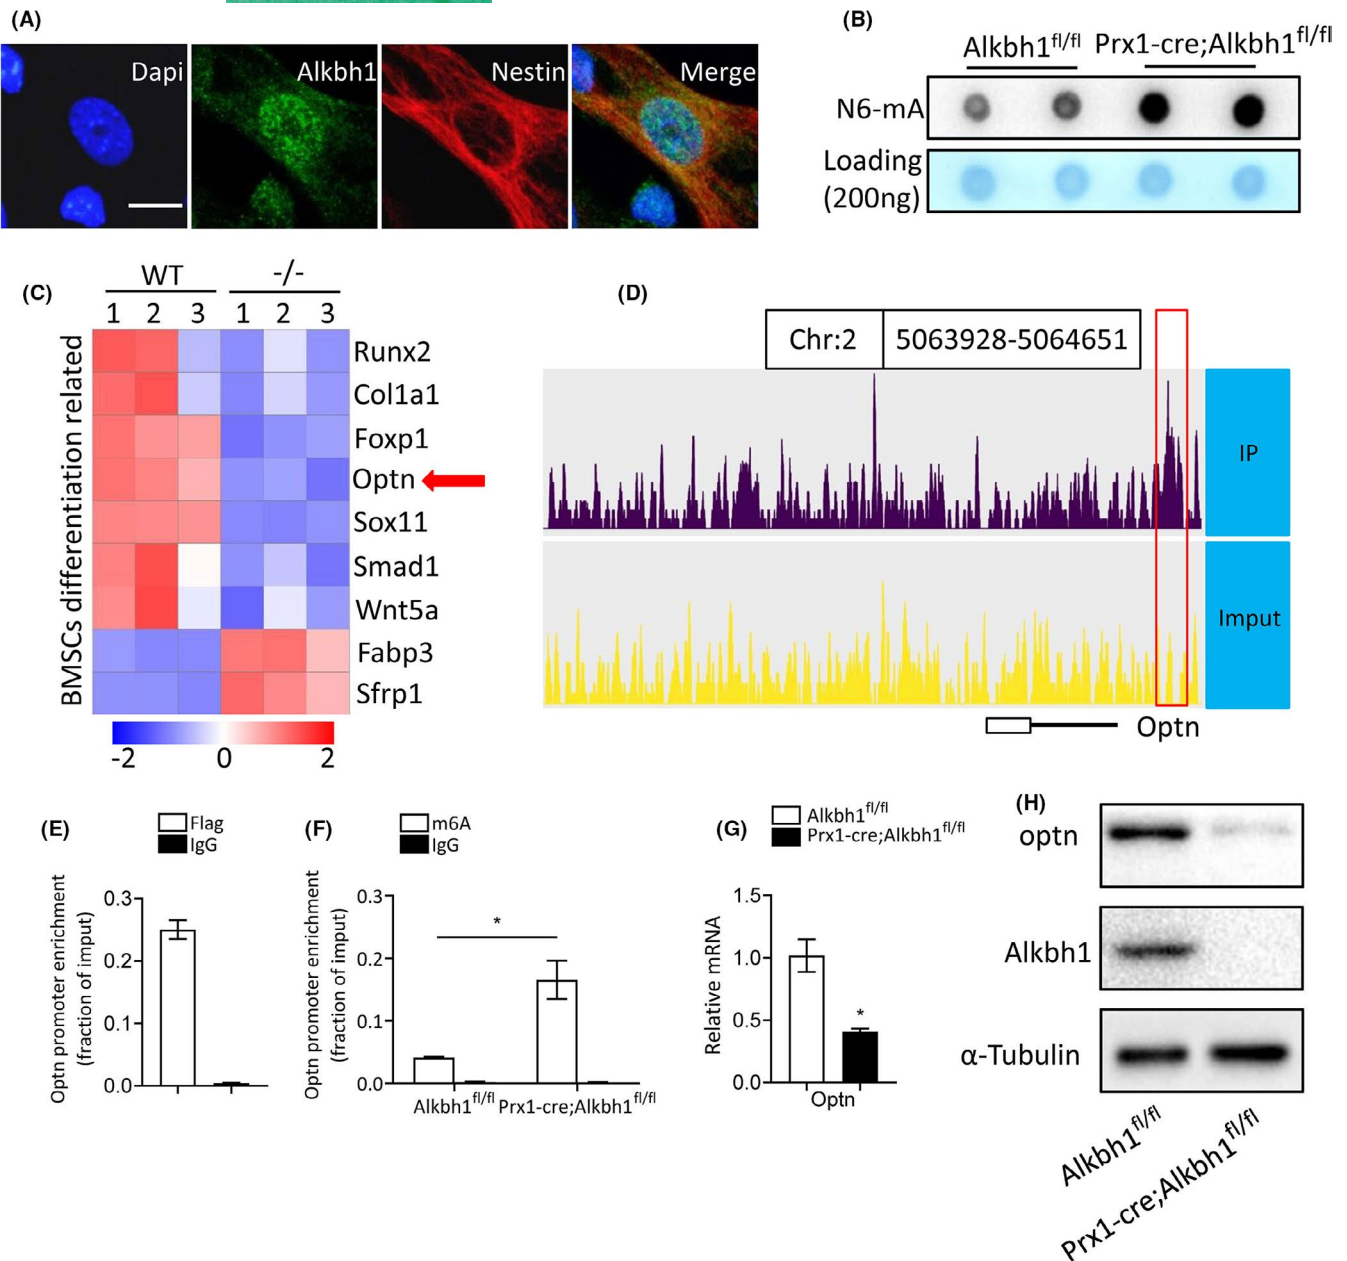 (A)
Dapi
Alkbh1
Nestin
Merge
(B)
Alkbh1fl/fl
Prx1-cre;Alkbh1fl/fl
N6-mA
Loading
(200ng)
(C)
WT
-/-
1 2 3 1 2 3
BMSCs differentiation related
Runx2
Col1a1
Foxp1
Optn
Sox11
Smad1
Wnt5a
Fabp3
Sfrp1
-2 0 2
(D)
Chr:2
5063928-5064651
IP
Imput
Optn
(E)
Flag
IgG
Optn promoter enrichment
(fraction of imput)
0.3
0.2
0.1
0.0
(F)
m6A
IgG
Optn promoter enrichment
(fraction of imput)
0.3
0.2
0.1
0.0
*
Alkbh1fl/fl
Prx1-cre;Alkbh1fl/fl
(G)
Alkbh1fl/fl
Prx1-cre;Alkbh1fl/fl
Relative mRNA
1.5
1.0
0.5
0.0
*
Optn
(H)
optn
Alkbh1
α-Tubulin
Alkbh1fl/fl
Prx1-cre;Alkbh1fl/fl